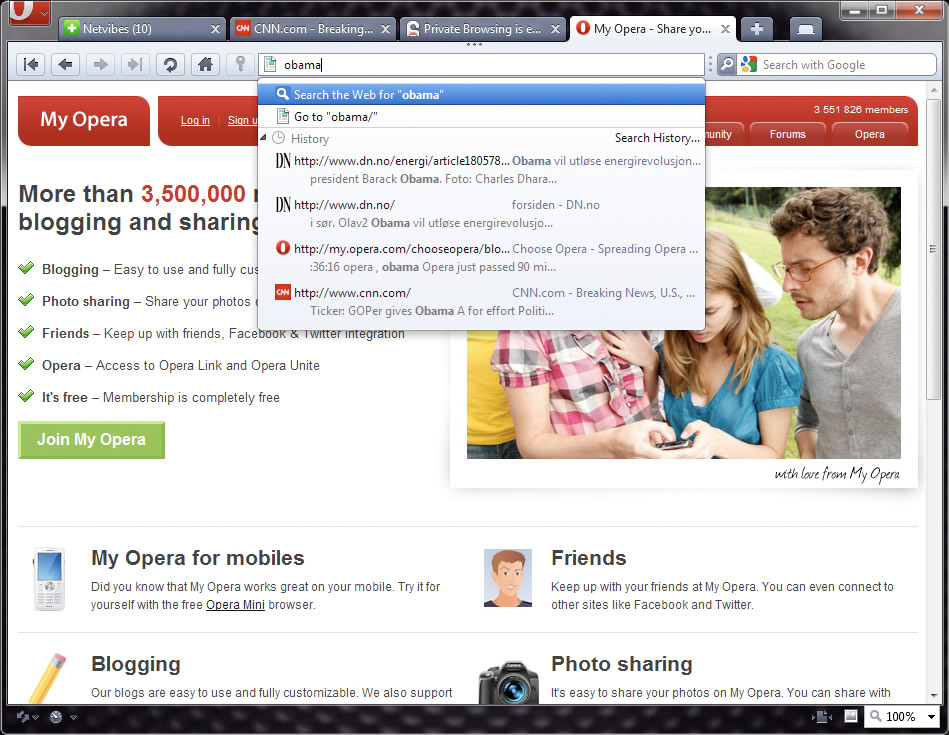 Netvibes (10)
CNN.com - Breaking...
Private Browsing is e...
My Opera - Share yo...
obama
Search with Google
Search the Web for "obama"
Go to "obama/"
History
Search History...
http://www.dn.no/energi/article180578... Obama vil utløse energirevolusjon...
president Barack Obama. Foto: Charles Dhara...
http://www.dn.no/ forsiden - DN.no
i sør. Olav2 Obama vil utløse energirevolusjo...
http://my.opera.com/chooseopera/blo... Choose Opera - Spreading Opera ...
:36:16 opera , obama Opera just passed 90 mi...
http://www.cnn.com/ CNN.com - Breaking News, U.S., ...
Ticker: GOPer gives Obama A for effort Politi...
My Opera
Log in
Sign u
3 551 826 members
munity
Forums
Opera
More than 3,500,000
blogging and sharing
Blogging – Easy to use and fully cus
Photo sharing – Share your photos
Friends – Keep up with friends, Facebook & Twitter integration
Opera – Access to Opera Link and Opera Unite
It's free – Membership is completely free
Join My Opera
with love from My Opera
My Opera for mobiles
Did you know that My Opera works great on your mobile. Try it for
yourself with the free Opera Mini browser.
Friends
Keep up with your friends at My Opera. You can even connect to
other sites like Facebook and Twitter.
Blogging
Our blogs are easy to use and fully customizable. We also support
Photo sharing
It's easy to share your photos on My Opera. You can share with
100%